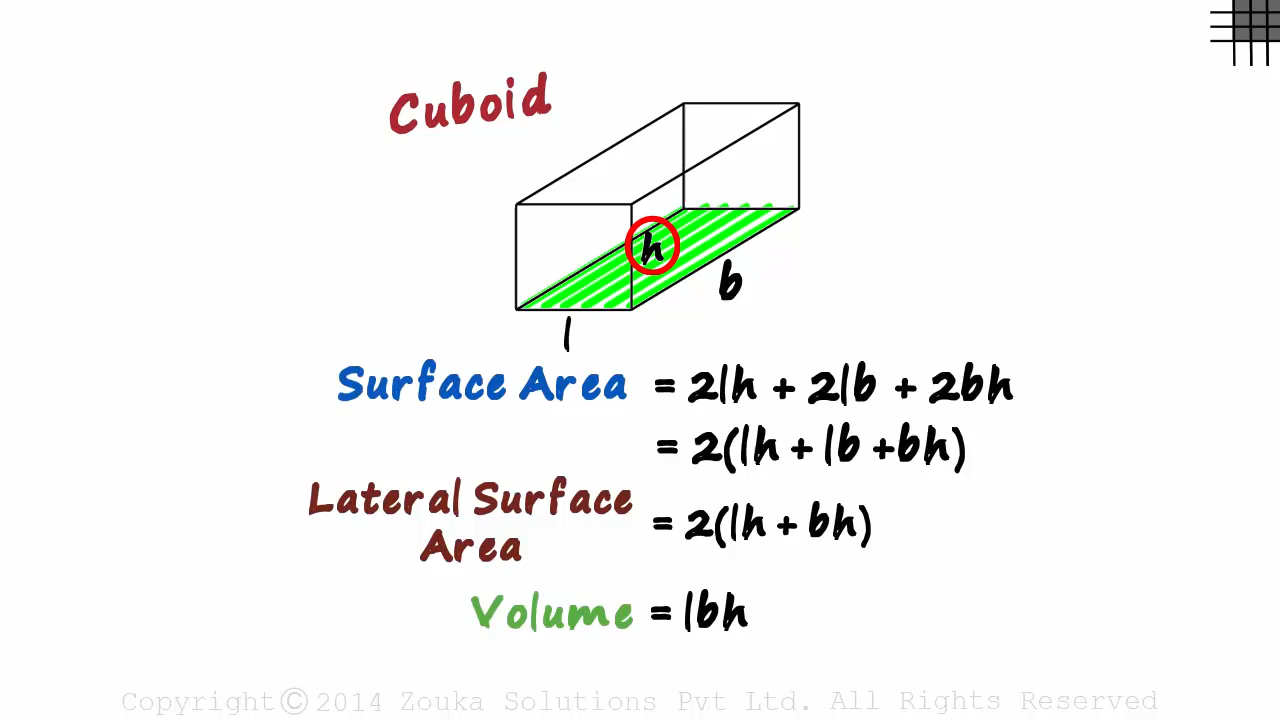 Cuboid
h
b
l
Surface Area = 2lh + 2lb + 2bh
= 2(lh + lb +bh)
Lateral Surface
Area = 2(lh + bh)
Volume = lbh
Copyright©2014 Zouka Solutions Pvt Ltd. All Rights Reserved